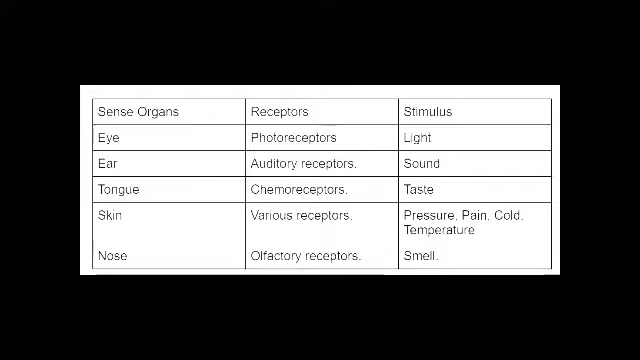 Sense Organs Receptors Stimulus
Eye Photoreceptors Light
Ear Auditory receptors. Sound
Tongue Chemoreceptors. Taste
Skin Various receptors. Pressure, Pain, Cold.
Temperature
Nose Olfactory receptors. Smell.